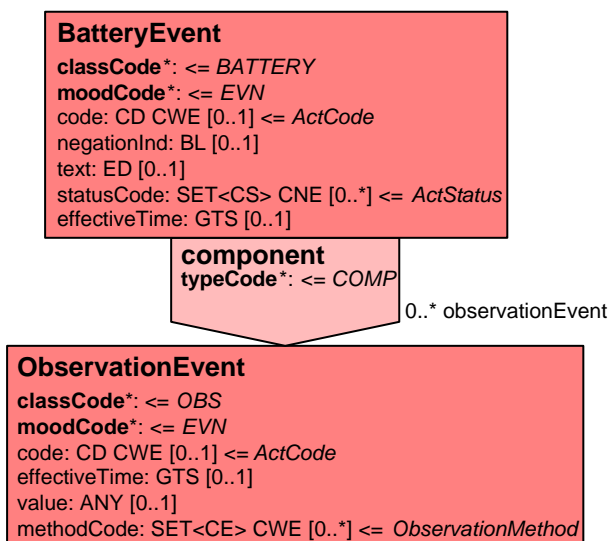 BatteryEvent
classCode*: <= BATTERY
moodCode*: <= EVN
code: CD CWE [0..1] <= ActCode
negationInd: BL [0..1]
text: ED [0..1]
statusCode: SET<CS> CNE [0..*] <= ActStatus
effectiveTime: GTS [0..1]
component
typeCode*: <= COMP
0..* observationEvent
ObservationEvent
classCode*: <= OBS
moodCode*: <= EVN
code: CD CWE [0..1] <= ActCode
effectiveTime: GTS [0..1]
value: ANY [0..1]
methodCode: SET<CE> CWE [0..*] <= ObservationMethod